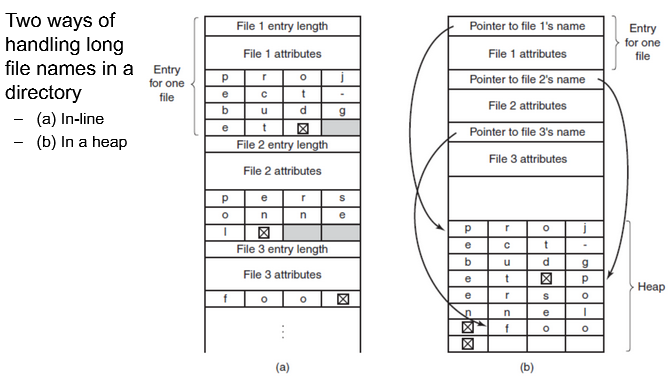 Two ways of
handling long
file names in a
directory
– (a) In-line
– (b) In a heap
Entry
for one
file
File 1 entry length
File 1 attributes
p r o j
e c t -
b u d g
e t
File 2 entry length
File 2 attributes
p e r s
o n n e
l
File 3 entry length
File 3 attributes
f o o
(a)
Pointer to file 1's name
File 1 attributes
Pointer to file 2's name
File 2 attributes
Pointer to file 3's name
File 3 attributes
Entry
for one
file
p r o j
e c t -
b u d g
e t p
e r s o
n n e l
f o o
Heap
(b)